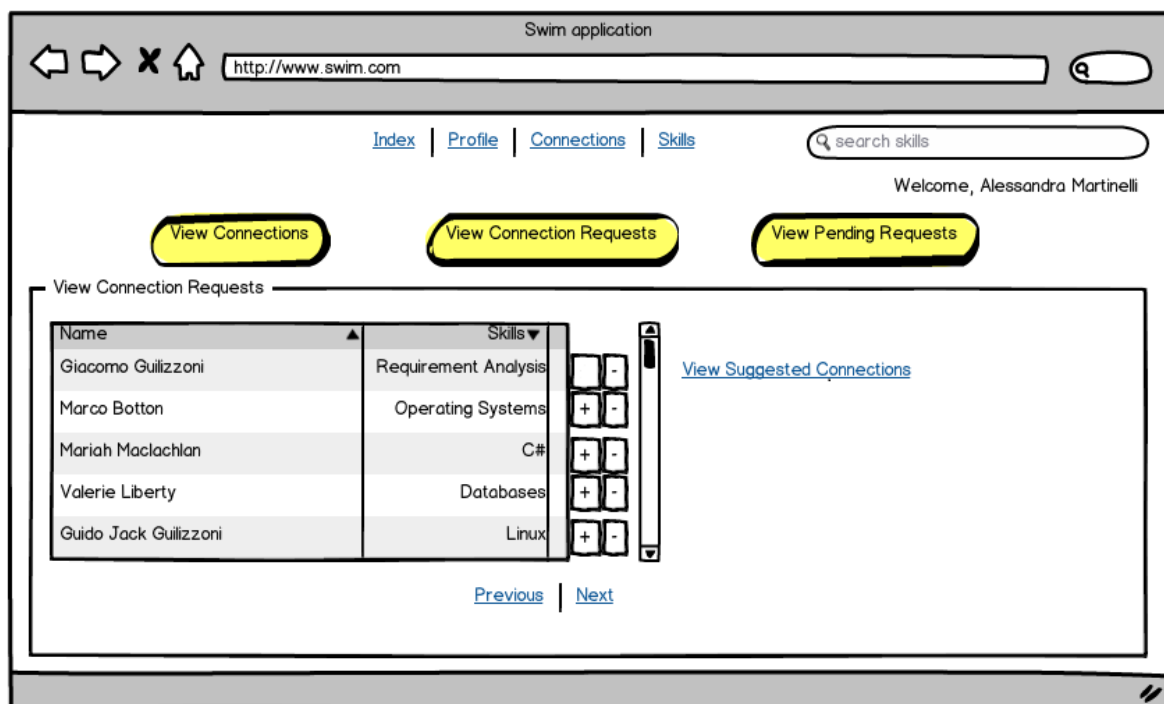 Swim application
http://www.swim.com
Index | Profile | Connections | Skills
search skills
Welcome, Alessandra Martinelli
View Connections
View Connection Requests
View Pending Requests
View Connection Requests
Name Skills
Giacomo Guilizzoni Requirement Analysis -
Marco Botton Operating Systems + -
Mariah Maclachlan C# + -
Valerie Liberty Databases + -
Guido Jack Guilizzoni Linux + -
View Suggested Connections
Previous | Next